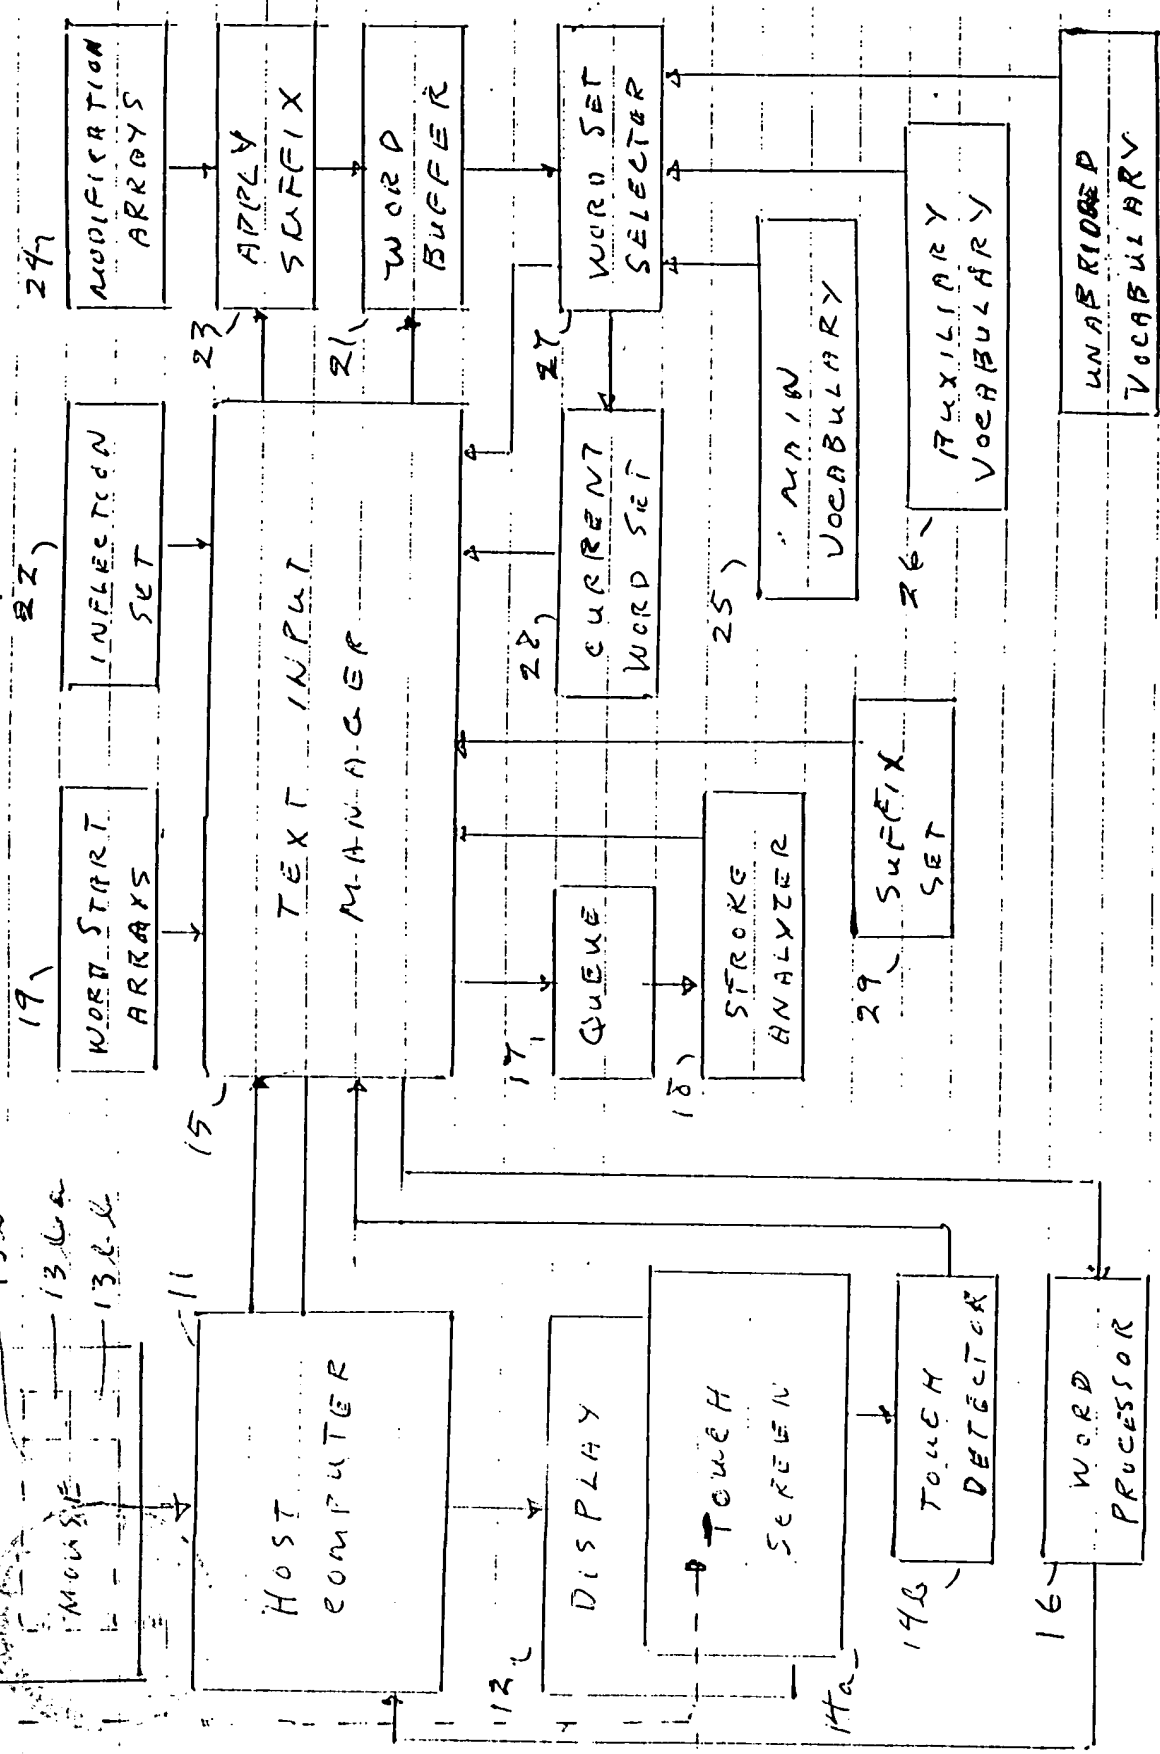 13ba
13bb
MOUSE
11
HOST
COMPUTER
12
DISPLAY
TOUCH
SCREEN
14a
14b
TOUCH
DETECTOR
16
WORD
PROCESSOR
19
WORD START
ARRAYS
22
INFLECTION
SET
24
MODIFICATION
ARRAYS
15
TEXT INPUT
MANAGER
23
APPLY
SUFFIX
21
WORD
BUFFER
17
QUEUE
18
STROKE
ANALYZER
28
CURRENT
WORD SET
27
WORD SET
SELECTOR
25
MAIN
VOCABULARY
29
SUFFIX
SET
26
AUXILIARY
VOCABULARY
UNABRIDGED
VOCABULARY